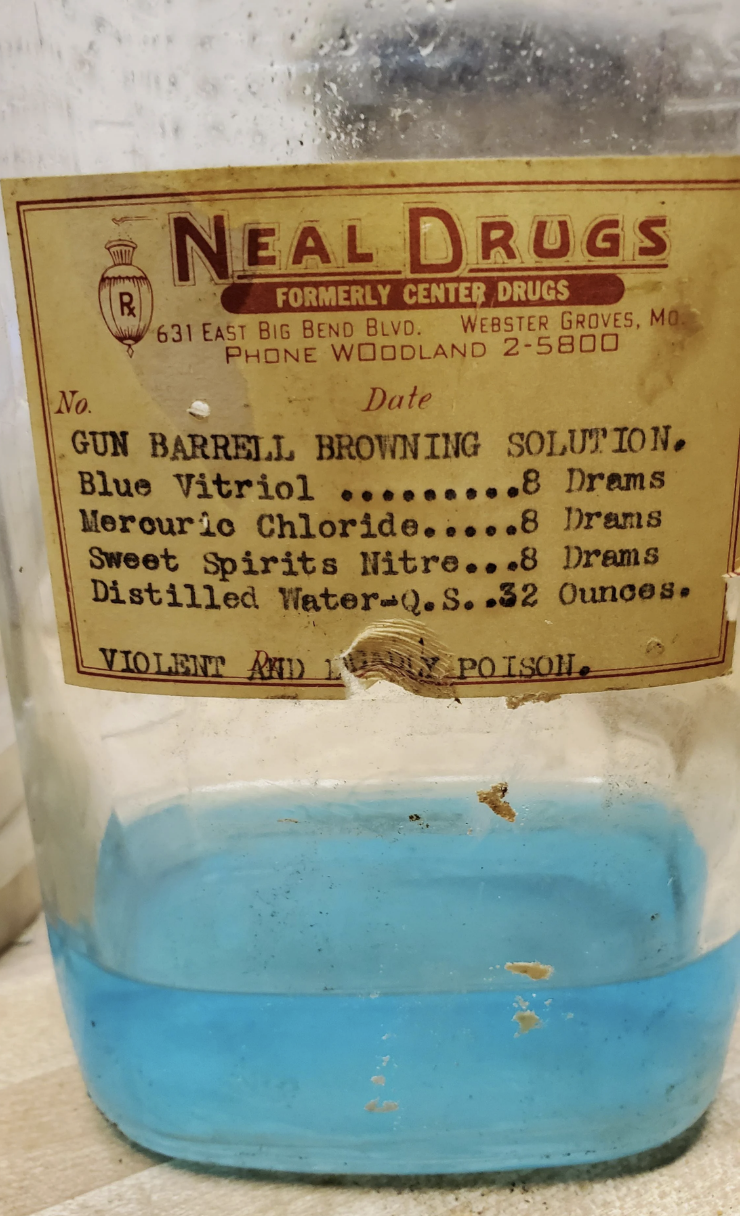 NEAL DRUGS
FORMERLY CENTER DRUGS
Rx
631 EAST BIG BEND BLVD. WEBSTER GROVES, MO.
PHONE WOODLAND 2-5800
No. Date
GUN BARRELL BROWNING SOLUTION.
Blue Vitriol ..........8 Drams
Mercuric Chloride.....8 Drams
Sweet Spirits Nitre...8 Drams
Distilled Water-Q.S..32 Ounces.
VIOLENT AND DEADLY POISON.